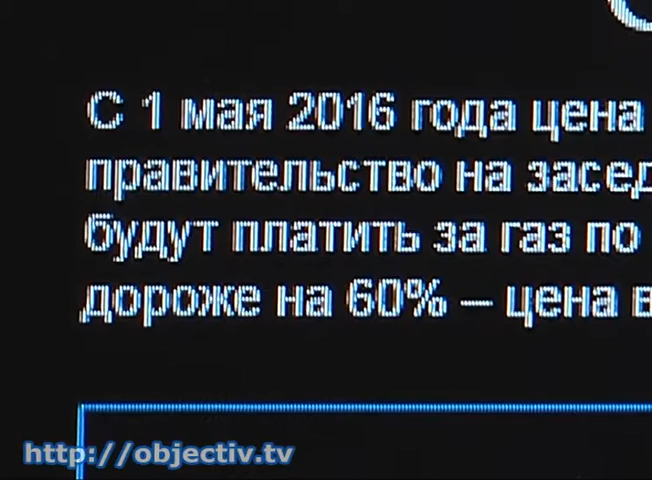 С 1 мая 2016 года цена
правительство на засед
будут платить за газ по
дороже на 60% – цена в
http://objectiv.tv